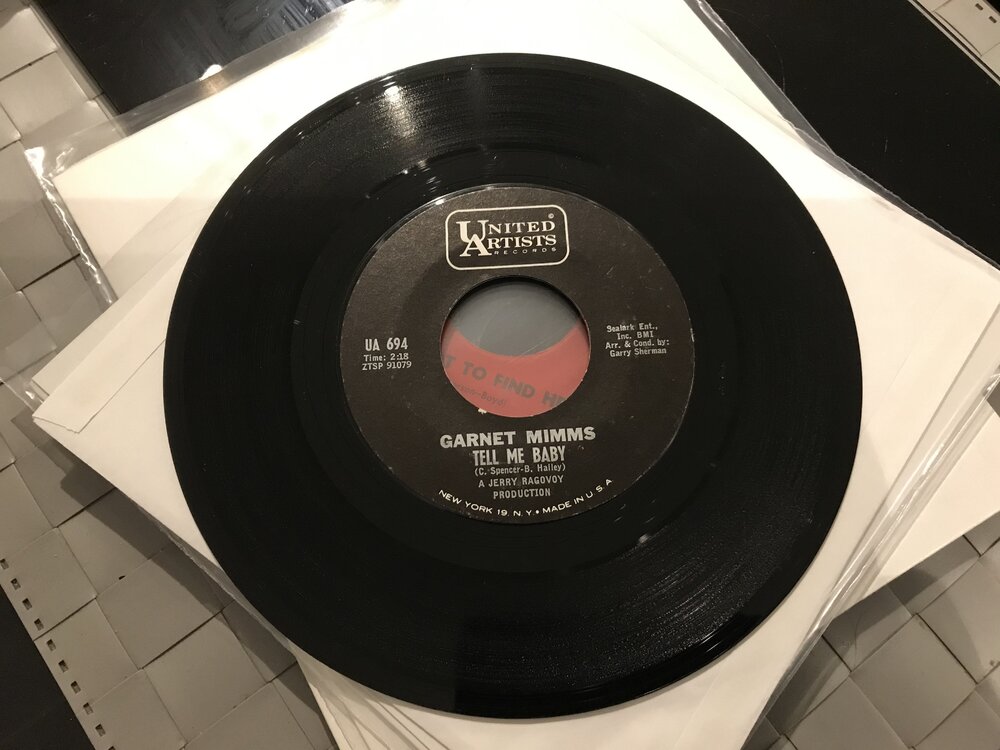 UNITED
ARTISTS
RECORDS
UA 694
Time: 2:18
ZTSP 91079
Sealark Ent.,
Inc. BMI
Arr. & Cond. by:
Garry Sherman
TO FIND
GARNET MIMMS
TELL ME BABY
(C. Spencer-B. Halley)
A JERRY RAGOVOY
PRODUCTION
NEW YORK 19, N.Y. • MADE IN U.S.A